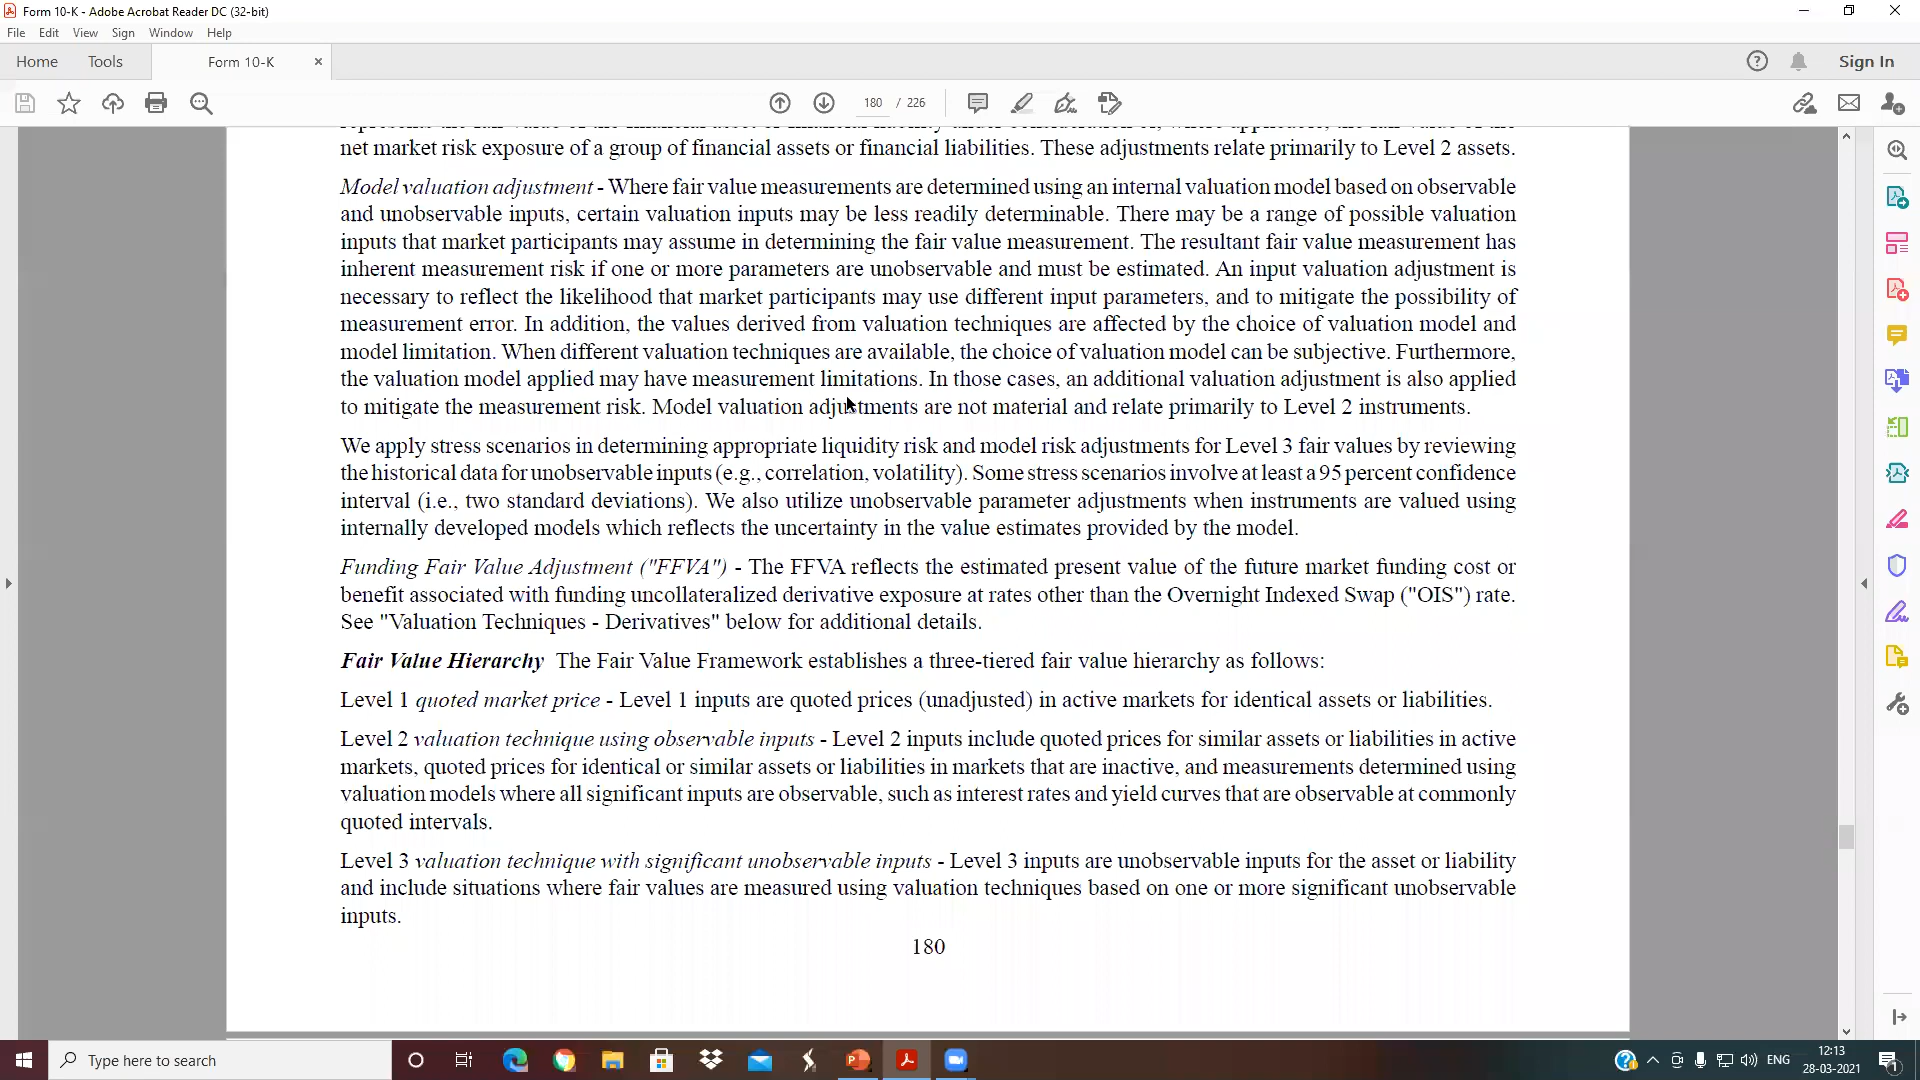 Form 10-K - Adobe Acrobat Reader DC (32-bit)
File Edit View Sign Window Help
Home Tools Form 10-K Sign In
180 / 226
net market risk exposure of a group of financial assets or financial liabilities. These adjustments relate primarily to Level 2 assets.
Model valuation adjustment - Where fair value measurements are determined using an internal valuation model based on observable
and unobservable inputs, certain valuation inputs may be less readily determinable. There may be a range of possible valuation
inputs that market participants may assume in determining the fair value measurement. The resultant fair value measurement has
inherent measurement risk if one or more parameters are unobservable and must be estimated. An input valuation adjustment is
necessary to reflect the likelihood that market participants may use different input parameters, and to mitigate the possibility of
measurement error. In addition, the values derived from valuation techniques are affected by the choice of valuation model and
model limitation. When different valuation techniques are available, the choice of valuation model can be subjective. Furthermore,
the valuation model applied may have measurement limitations. In those cases, an additional valuation adjustment is also applied
to mitigate the measurement risk. Model valuation adjustments are not material and relate primarily to Level 2 instruments.
We apply stress scenarios in determining appropriate liquidity risk and model risk adjustments for Level 3 fair values by reviewing
the historical data for unobservable inputs (e.g., correlation, volatility). Some stress scenarios involve at least a 95 percent confidence
interval (i.e., two standard deviations). We also utilize unobservable parameter adjustments when instruments are valued using
internally developed models which reflects the uncertainty in the value estimates provided by the model.
Funding Fair Value Adjustment ("FFVA") - The FFVA reflects the estimated present value of the future market funding cost or
benefit associated with funding uncollateralized derivative exposure at rates other than the Overnight Indexed Swap ("OIS") rate.
See "Valuation Techniques - Derivatives" below for additional details.
Fair Value Hierarchy The Fair Value Framework establishes a three-tiered fair value hierarchy as follows:
Level 1 quoted market price - Level 1 inputs are quoted prices (unadjusted) in active markets for identical assets or liabilities.
Level 2 valuation technique using observable inputs - Level 2 inputs include quoted prices for similar assets or liabilities in active
markets, quoted prices for identical or similar assets or liabilities in markets that are inactive, and measurements determined using
valuation models where all significant inputs are observable, such as interest rates and yield curves that are observable at commonly
quoted intervals.
Level 3 valuation technique with significant unobservable inputs - Level 3 inputs are unobservable inputs for the asset or liability
and include situations where fair values are measured using valuation techniques based on one or more significant unobservable
inputs.
180
Type here to search
ENG
12:13
28-03-2021
1